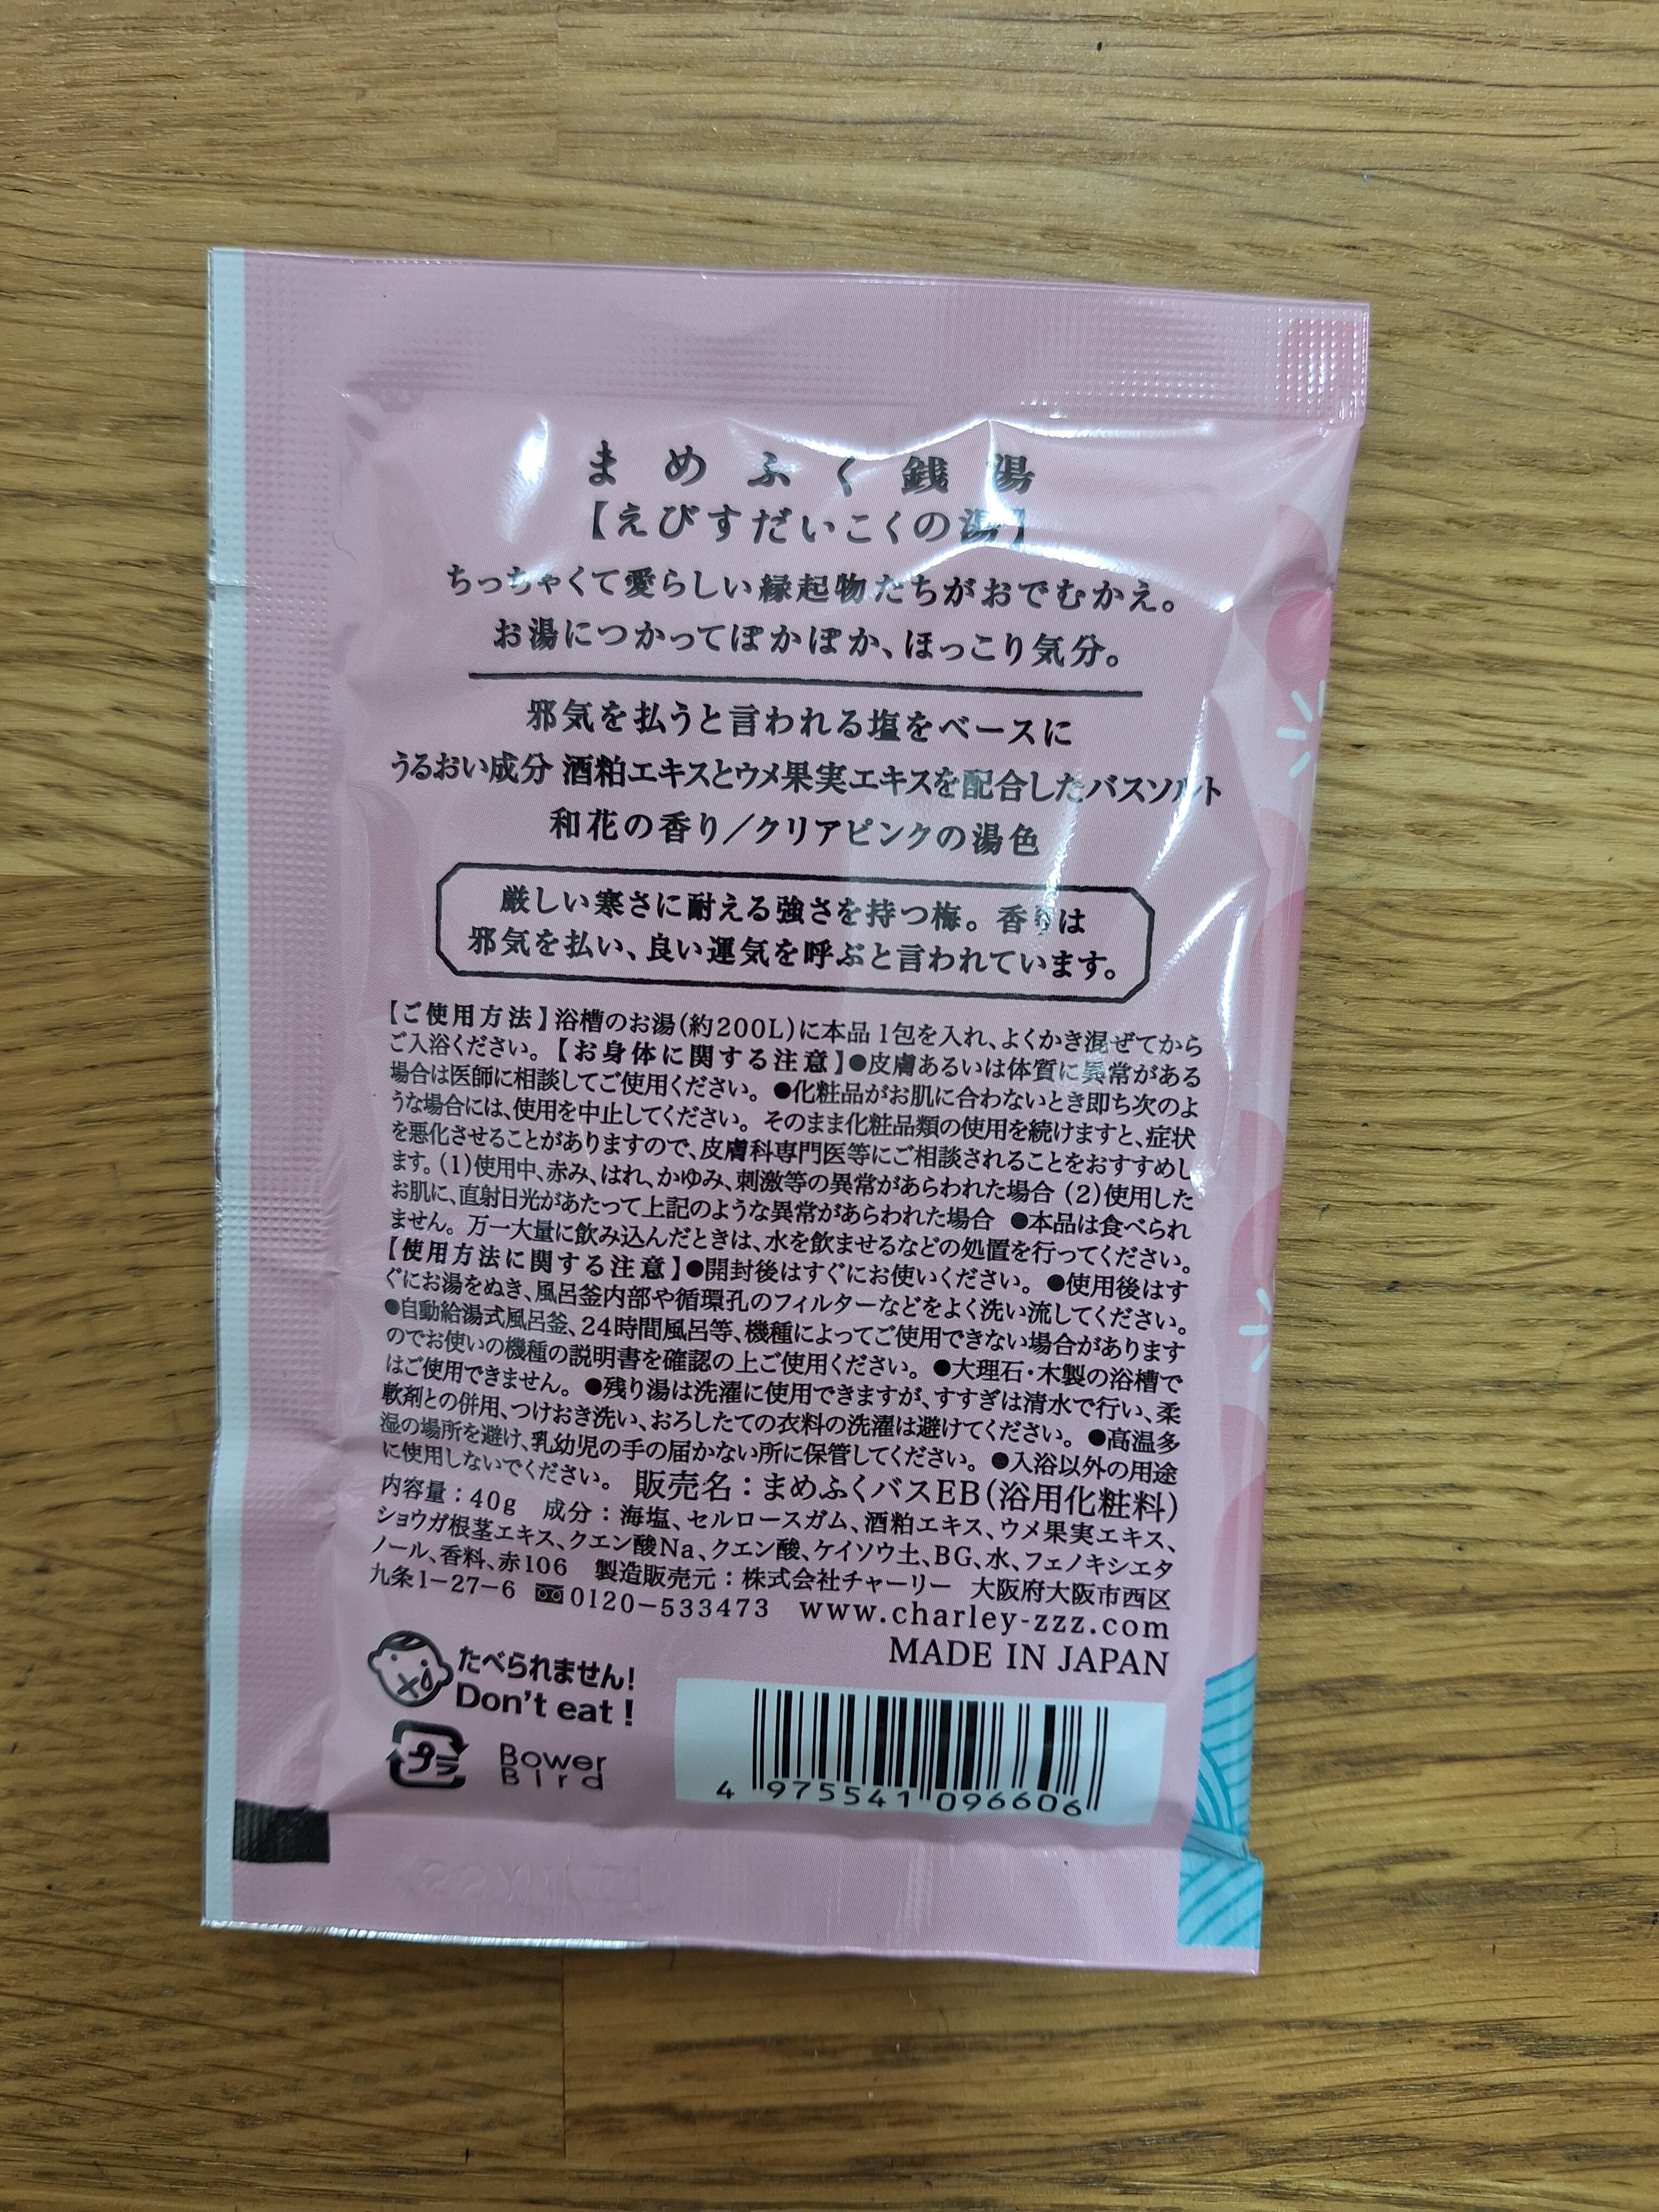 まめふく銭湯
【えびすだいこくの湯】
ちっちゃくて愛らしい縁起物たちがおでむかえ。
お湯につかってぽかぽか、ほっこり気分。
邪気を払うと言われる塩をベースに
うるおい成分 酒粕エキスとウメ果実エキスを配合したバスソルト
和花の香り／クリアピンクの湯色
厳しい寒さに耐える強さを持つ梅。香りは
邪気を払い、良い運気を呼ぶと言われています。
【ご使用方法】浴槽のお湯(約200L)に本品1包を入れ、よくかき混ぜてから
ご入浴ください。【お身体に関する注意】●皮膚あるいは体質に異常がある
場合は医師に相談してご使用ください。●化粧品がお肌に合わないとき即ち次のよ
うな場合には、使用を中止してください。そのまま化粧品類の使用を続けますと、症状
を悪化させることがありますので、皮膚科専門医等にご相談されることをおすすめし
ます。(1)使用中、赤み、はれ、かゆみ、刺激等の異常があらわれた場合 (2)使用した
お肌に、直射日光があたって上記のような異常があらわれた場合 ●本品は食べられ
ません。万一大量に飲み込んだときは、水を飲ませるなどの処置を行ってください。
【使用方法に関する注意】●開封後はすぐにお使いください。●使用後はす
ぐにお湯をぬき、風呂釜内部や循環孔のフィルターなどをよく洗い流してください。
●自動給湯式風呂釜、24時間風呂等、機種によってご使用できない場合があります
のでお使いの機種の説明書を確認の上ご使用ください。●大理石・木製の浴槽で
はご使用できません。●残り湯は洗濯に使用できますが、すすぎは清水で行い、柔
軟剤との併用、つけおき洗い、おろしたての衣料の洗濯は避けてください。●高温多
湿の場所を避け、乳幼児の手の届かない所に保管してください。●入浴以外の用途
に使用しないでください。 販売名：まめふくバスEB(浴用化粧料)
内容量：40g 成分：海塩、セルロースガム、酒粕エキス、ウメ果実エキス、
ショウガ根茎エキス、クエン酸Na、クエン酸、ケイソウ土、BG、水、フェノキシエタ
ノール、香料、赤106 製造販売元：株式会社チャーリー 大阪府大阪市西区
九条1-27-6 0120-533473 www.charley-zzz.com
MADE IN JAPAN
たべられません!
Don't eat !
プラ
Bower
Bird
4 975541 096606